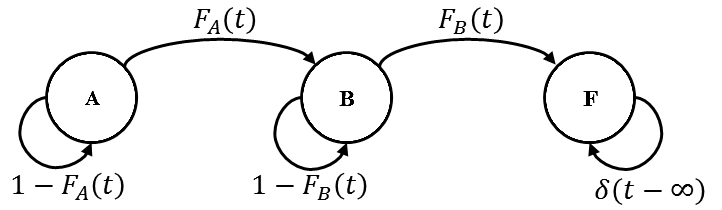 F_A(t) F_B(t)
A B F
1 − F_A(t) 1 − F_B(t) δ(t − ∞)